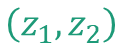 (z₁, z₂)